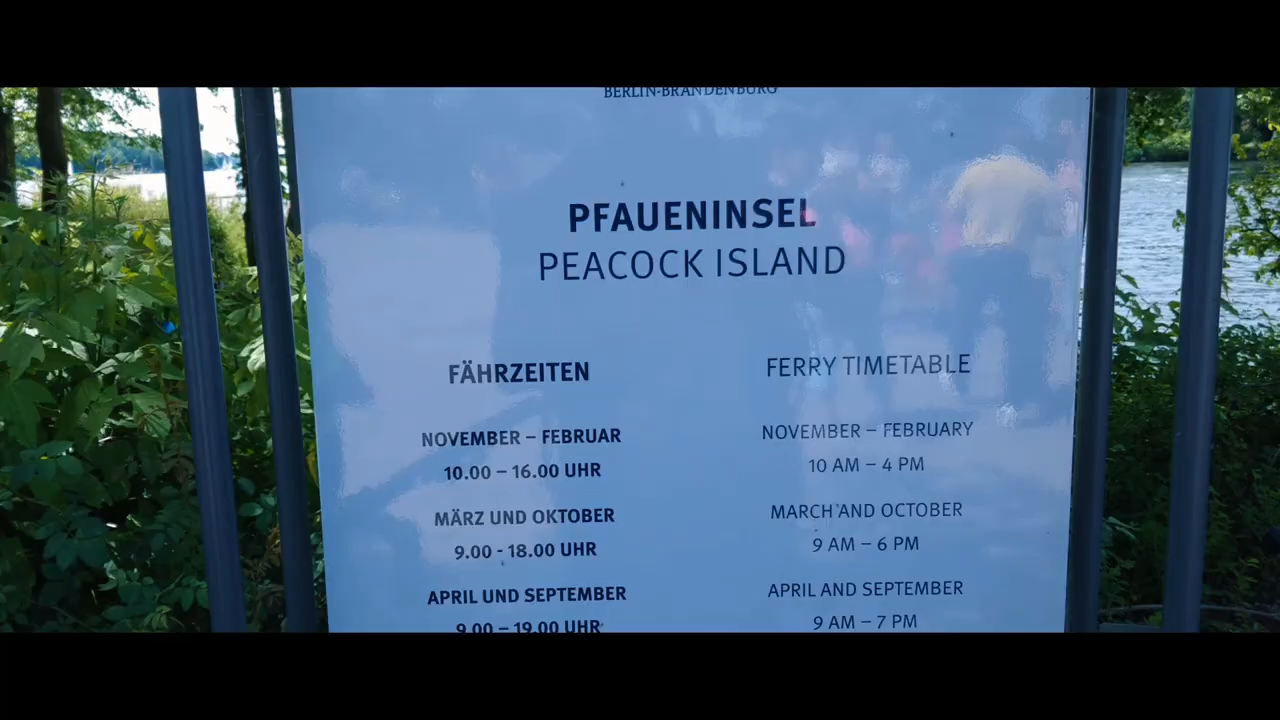 BERLIN-BRANDENBURG
PFAUENINSEL
PEACOCK ISLAND
FÄHRZEITEN
NOVEMBER – FEBRUAR
10.00 – 16.00 UHR
MÄRZ UND OKTOBER
9.00 - 18.00 UHR
APRIL UND SEPTEMBER
9.00 – 19.00 UHR
FERRY TIMETABLE
NOVEMBER – FEBRUARY
10 AM – 4 PM
MARCH AND OCTOBER
9 AM – 6 PM
APRIL AND SEPTEMBER
9 AM – 7 PM